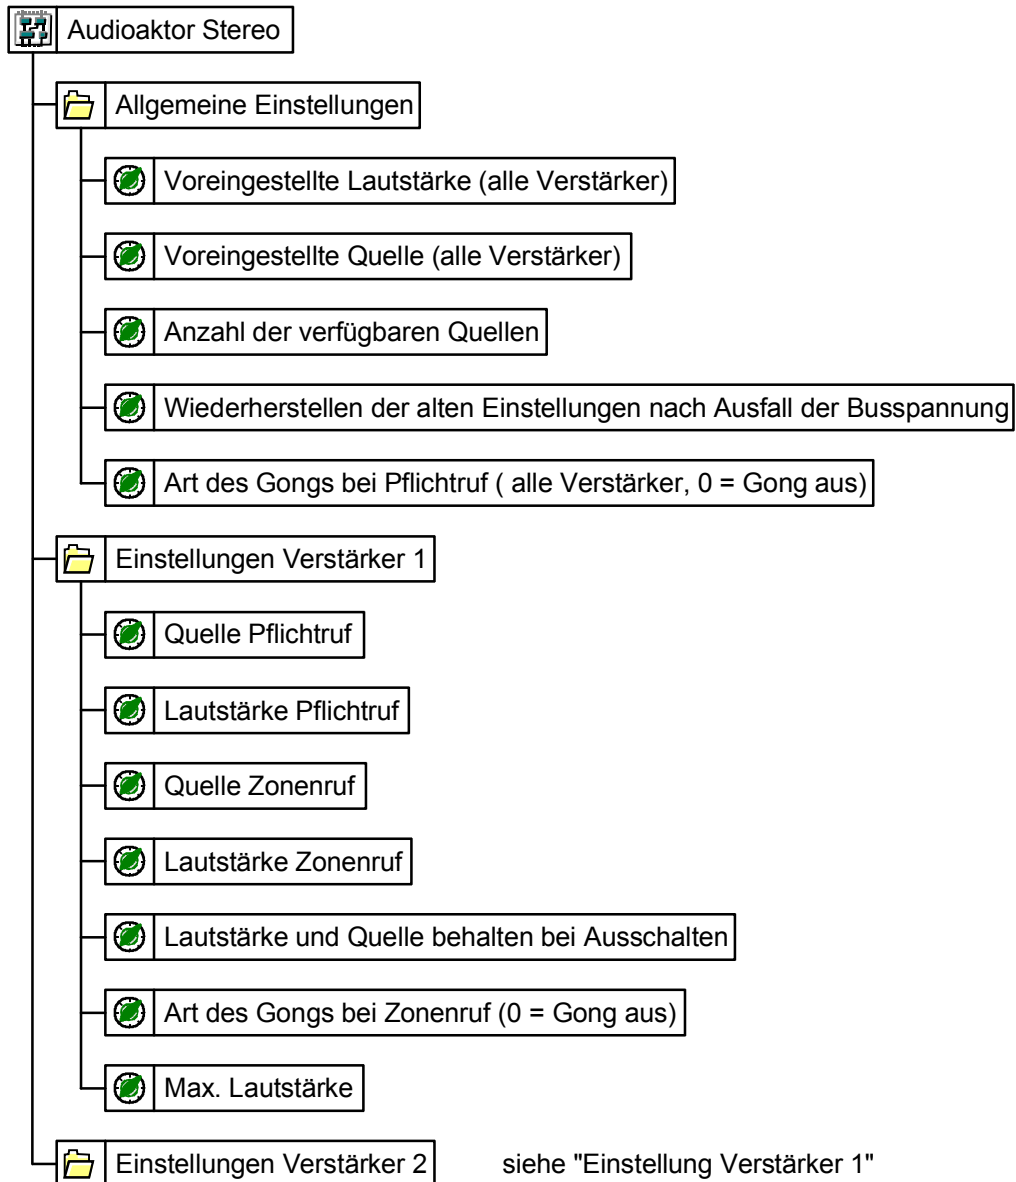 Audioaktor Stereo
Allgemeine Einstellungen
Voreingestellte Lautstärke (alle Verstärker)
Voreingestellte Quelle (alle Verstärker)
Anzahl der verfügbaren Quellen
Wiederherstellen der alten Einstellungen nach Ausfall der Busspannung
Art des Gongs bei Pflichtruf ( alle Verstärker, 0 = Gong aus)
Einstellungen Verstärker 1
Quelle Pflichtruf
Lautstärke Pflichtruf
Quelle Zonenruf
Lautstärke Zonenruf
Lautstärke und Quelle behalten bei Ausschalten
Art des Gongs bei Zonenruf (0 = Gong aus)
Max. Lautstärke
Einstellungen Verstärker 2 siehe "Einstellung Verstärker 1"